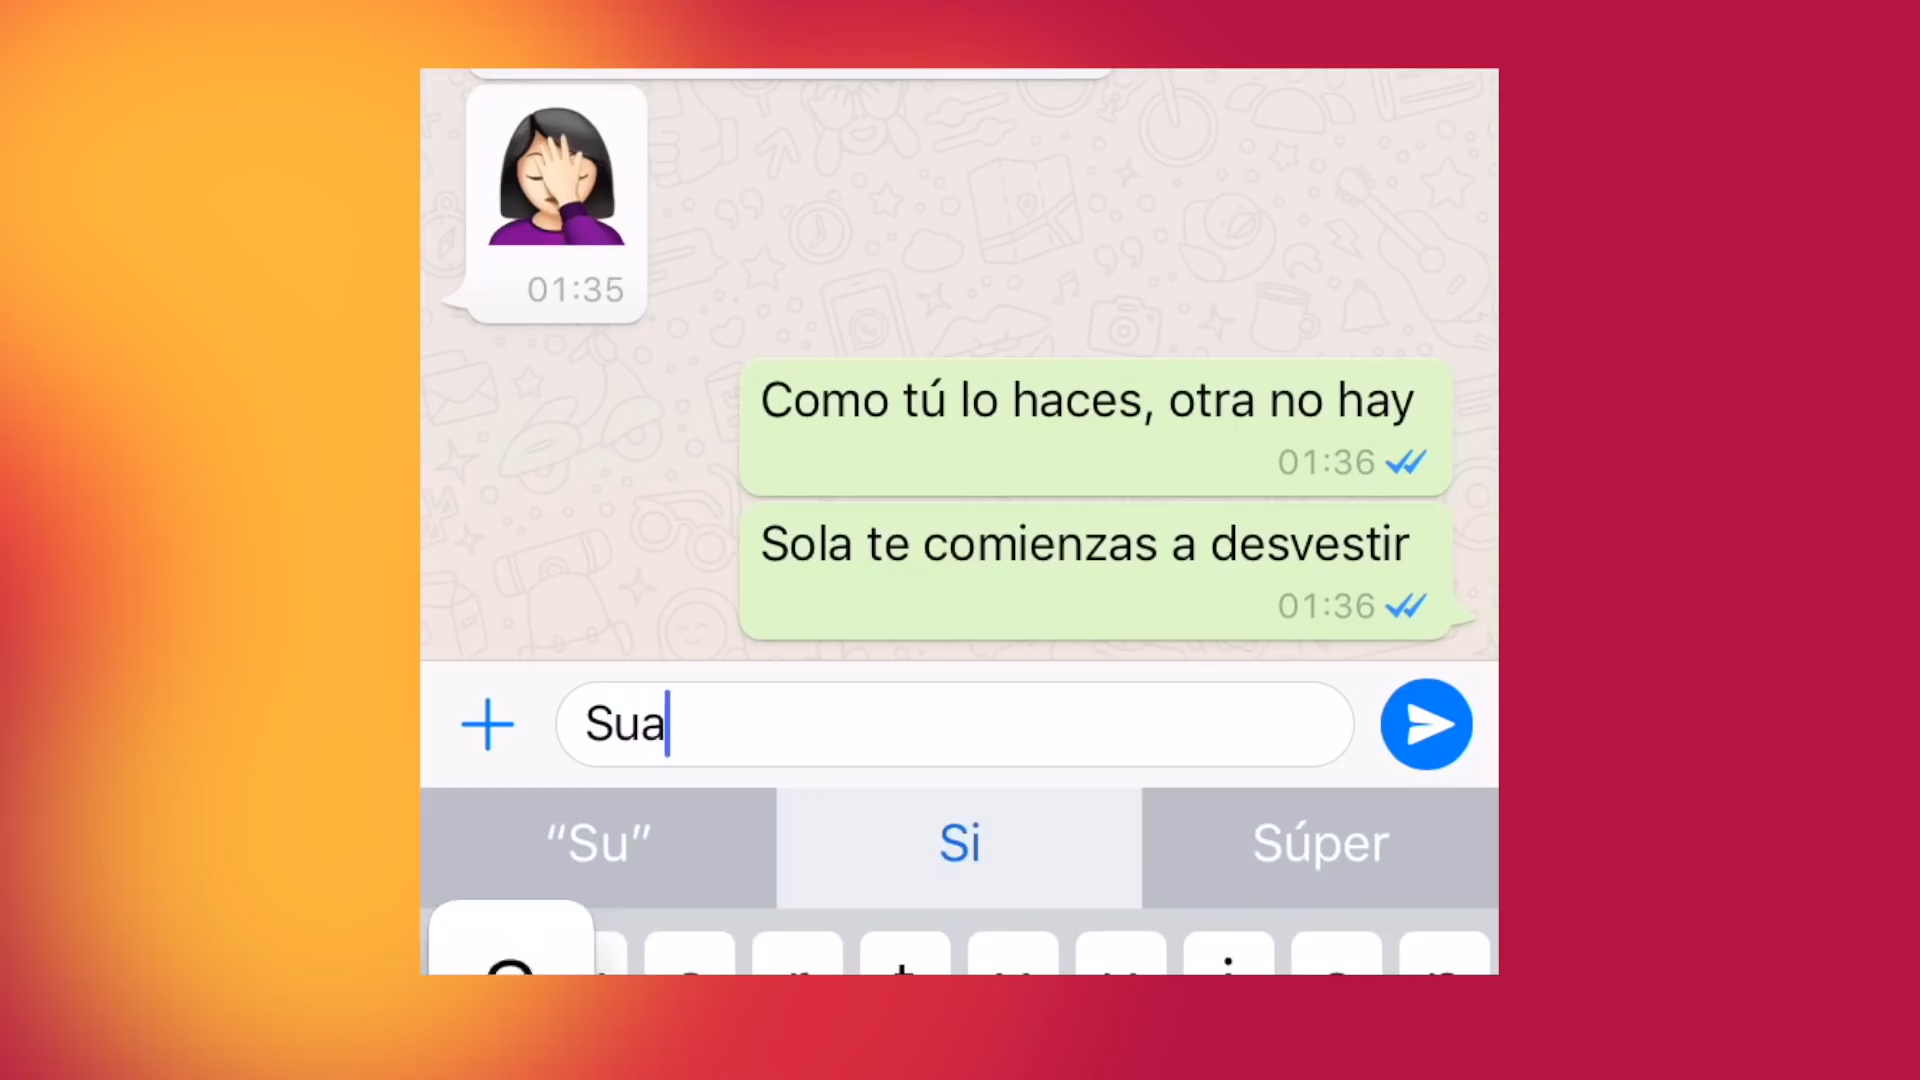 01:35
Como tú lo haces, otra no hay
01:36
Sola te comienzas a desvestir
01:36
Sua
“Su” Si Súper